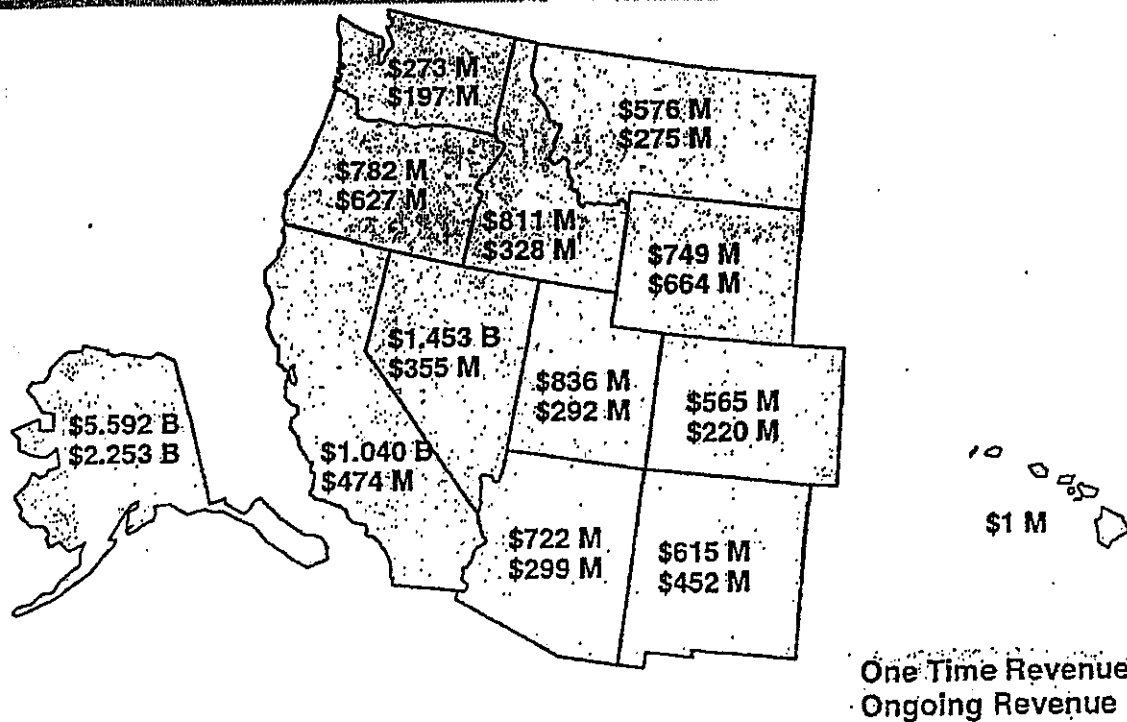 $273 M
$197 M
$576 M
$275 M
$782 M
$627 M
$811 M
$328 M
$749 M
$664 M
$1.453 B
$355 M
$836 M
$292 M
$565 M
$220 M
$5.592 B
$2.253 B
$1.040 B
$474 M
$722 M
$299 M
$615 M
$452 M
$1 M
One Time Revenue
Ongoing Revenue